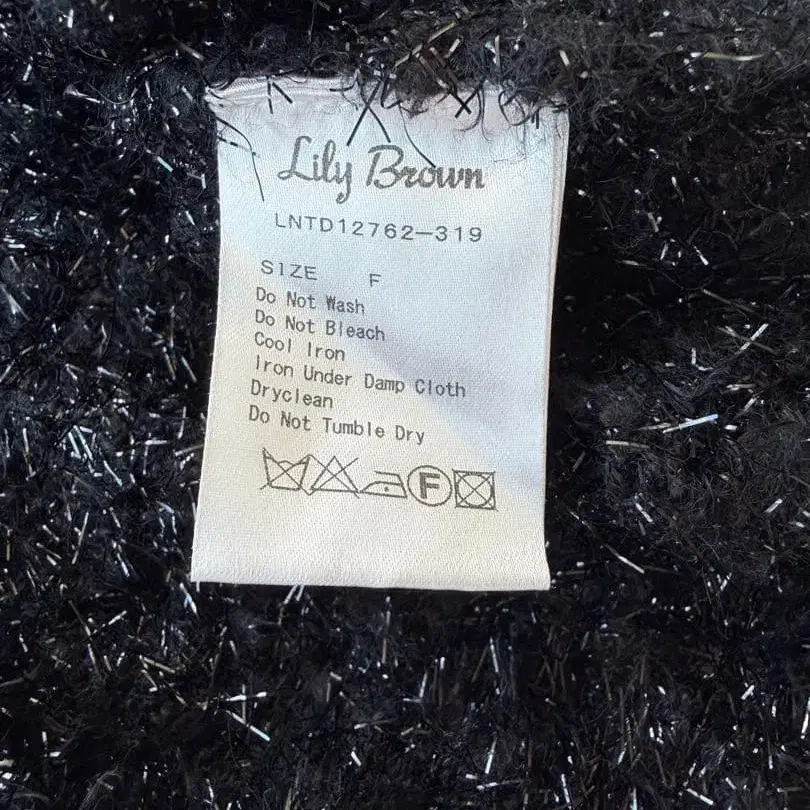 Lily Brown
LNTD12762-319
SIZE F
Do Not Wash
Do Not Bleach
Cool Iron
Iron Under Damp Cloth
Dryclean
Do Not Tumble Dry
F